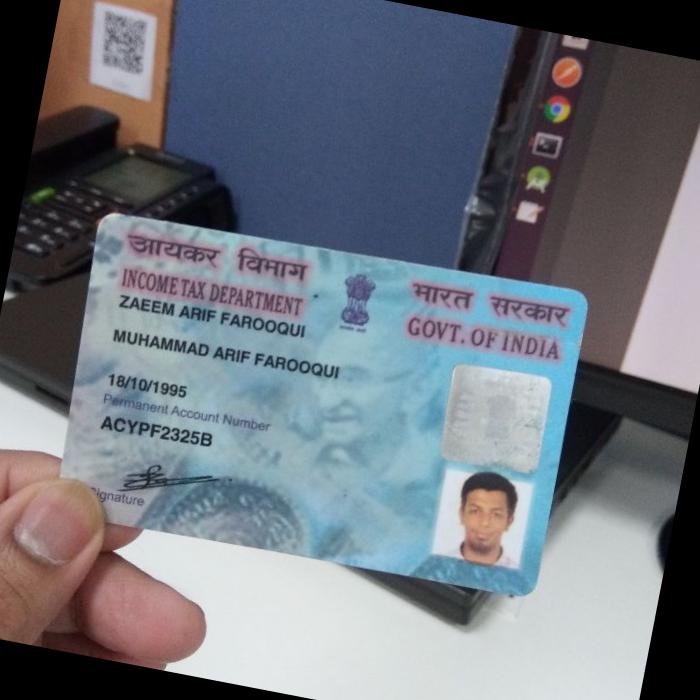 आयकर विभाग
INCOME TAX DEPARTMENT
भारत सरकार
GOVT. OF INDIA
ZAEEM ARIF FAROOQUI
MUHAMMAD ARIF FAROOQUI
18/10/1995
Permanent Account Number
ACYPF2325B
Signature